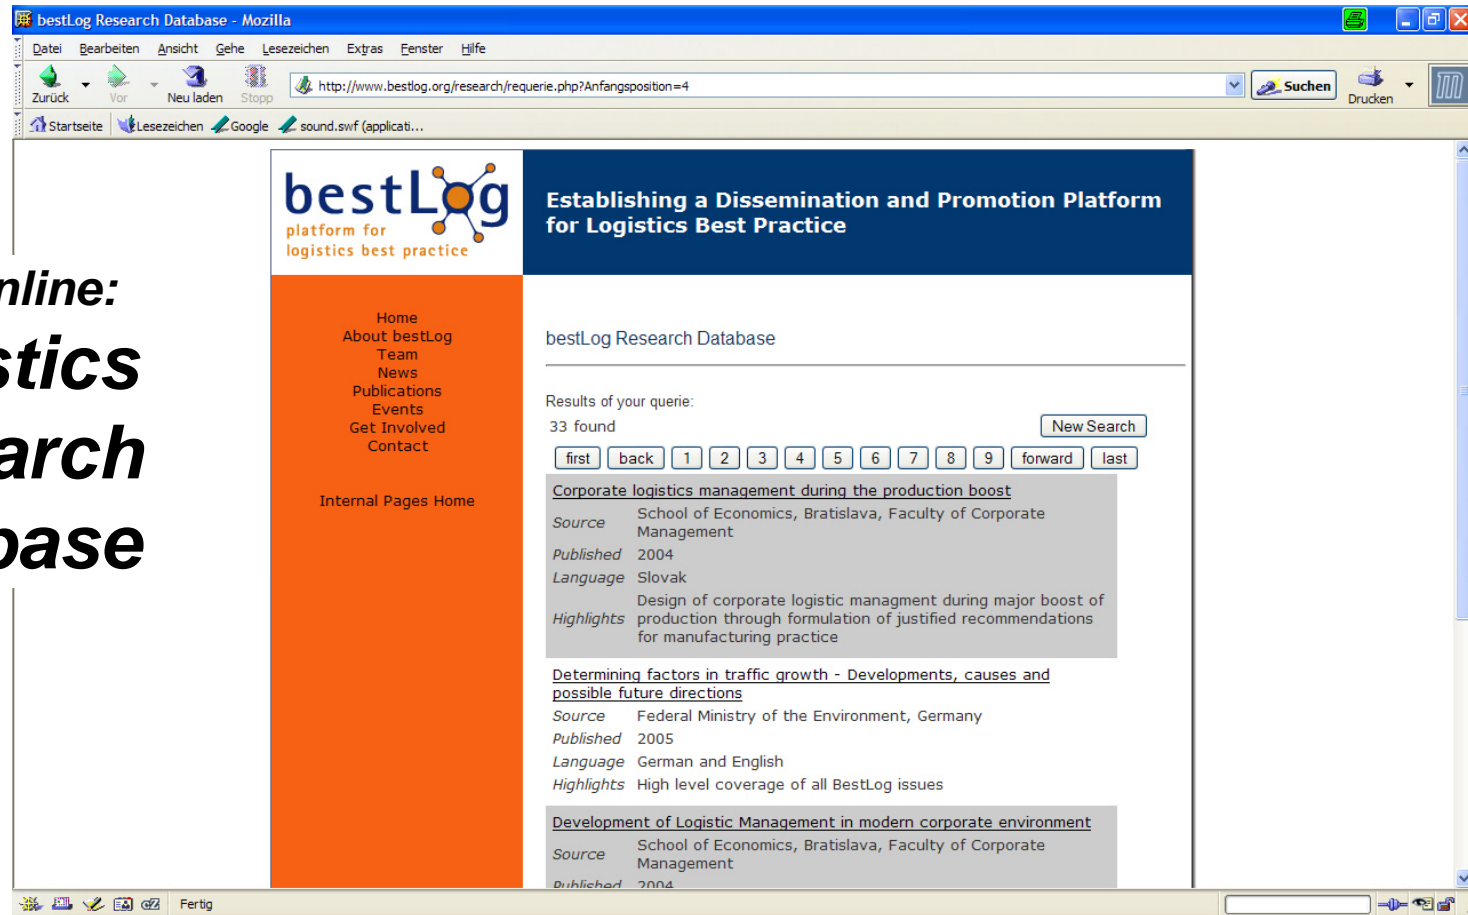 bestLog Research Database - Mozilla
Datei Bearbeiten Ansicht Gehe Lesezeichen Extras Fenster Hilfe
Zurück Vor Neu laden Stopp http://www.bestlog.org/research/requerie.php?Anfangsposition=4 Suchen Drucken
Startseite Lesezeichen Google sound.swf (applicati...
bestLog
platform for
logistics best practice
Establishing a Dissemination and Promotion Platform
for Logistics Best Practice
nline:
stics
arch
base
Home
About bestLog
Team
News
Publications
Events
Get Involved
Contact
Internal Pages Home
bestLog Research Database
Results of your querie:
33 found New Search
first back 1 2 3 4 5 6 7 8 9 forward last
Corporate logistics management during the production boost
Source School of Economics, Bratislava, Faculty of Corporate
Management
Published 2004
Language Slovak
Highlights Design of corporate logistic managment during major boost of
production through formulation of justified recommendations
for manufacturing practice
Determining factors in traffic growth - Developments, causes and
possible future directions
Source Federal Ministry of the Environment, Germany
Published 2005
Language German and English
Highlights High level coverage of all BestLog issues
Development of Logistic Management in modern corporate environment
Source School of Economics, Bratislava, Faculty of Corporate
Management
Published 2004
Fertig